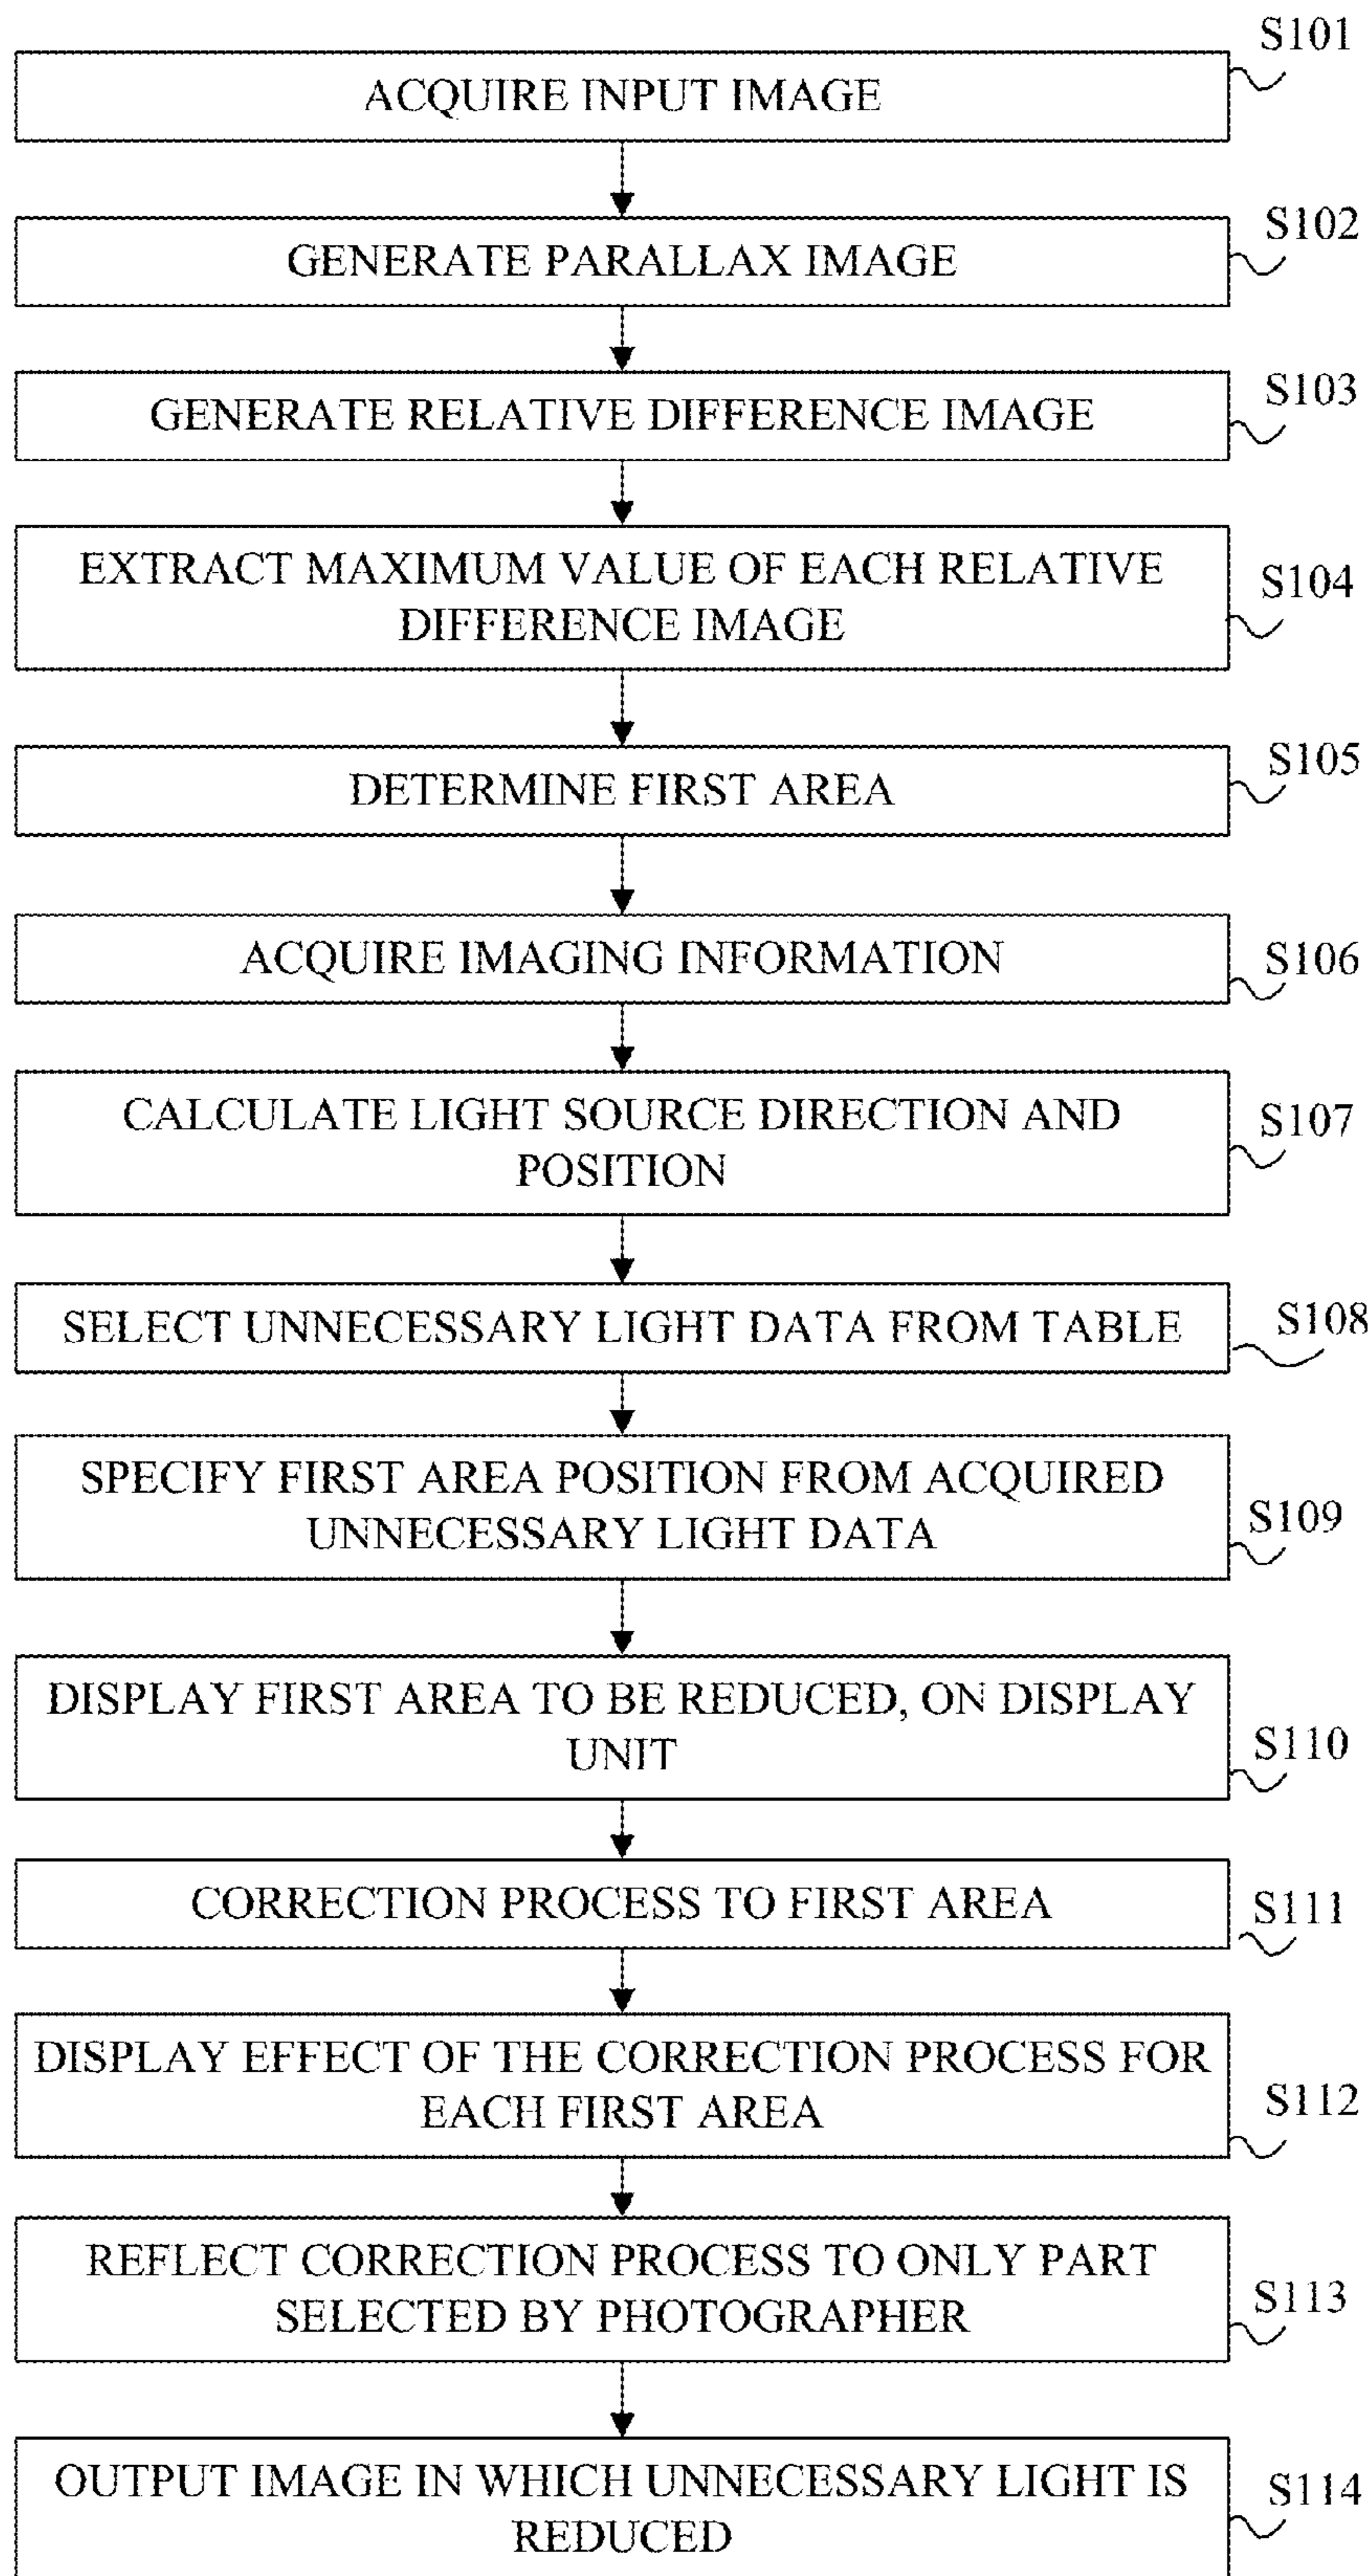 S101
ACQUIRE INPUT IMAGE
S102
GENERATE PARALLAX IMAGE
S103
GENERATE RELATIVE DIFFERENCE IMAGE
S104
EXTRACT MAXIMUM VALUE OF EACH RELATIVE
DIFFERENCE IMAGE
S105
DETERMINE FIRST AREA
S106
ACQUIRE IMAGING INFORMATION
S107
CALCULATE LIGHT SOURCE DIRECTION AND
POSITION
S108
SELECT UNNECESSARY LIGHT DATA FROM TABLE
S109
SPECIFY FIRST AREA POSITION FROM ACQUIRED
UNNECESSARY LIGHT DATA
S110
DISPLAY FIRST AREA TO BE REDUCED, ON DISPLAY
UNIT
S111
CORRECTION PROCESS TO FIRST AREA
S112
DISPLAY EFFECT OF THE CORRECTION PROCESS FOR
EACH FIRST AREA
S113
REFLECT CORRECTION PROCESS TO ONLY PART
SELECTED BY PHOTOGRAPHER
S114
OUTPUT IMAGE IN WHICH UNNECESSARY LIGHT IS
REDUCED